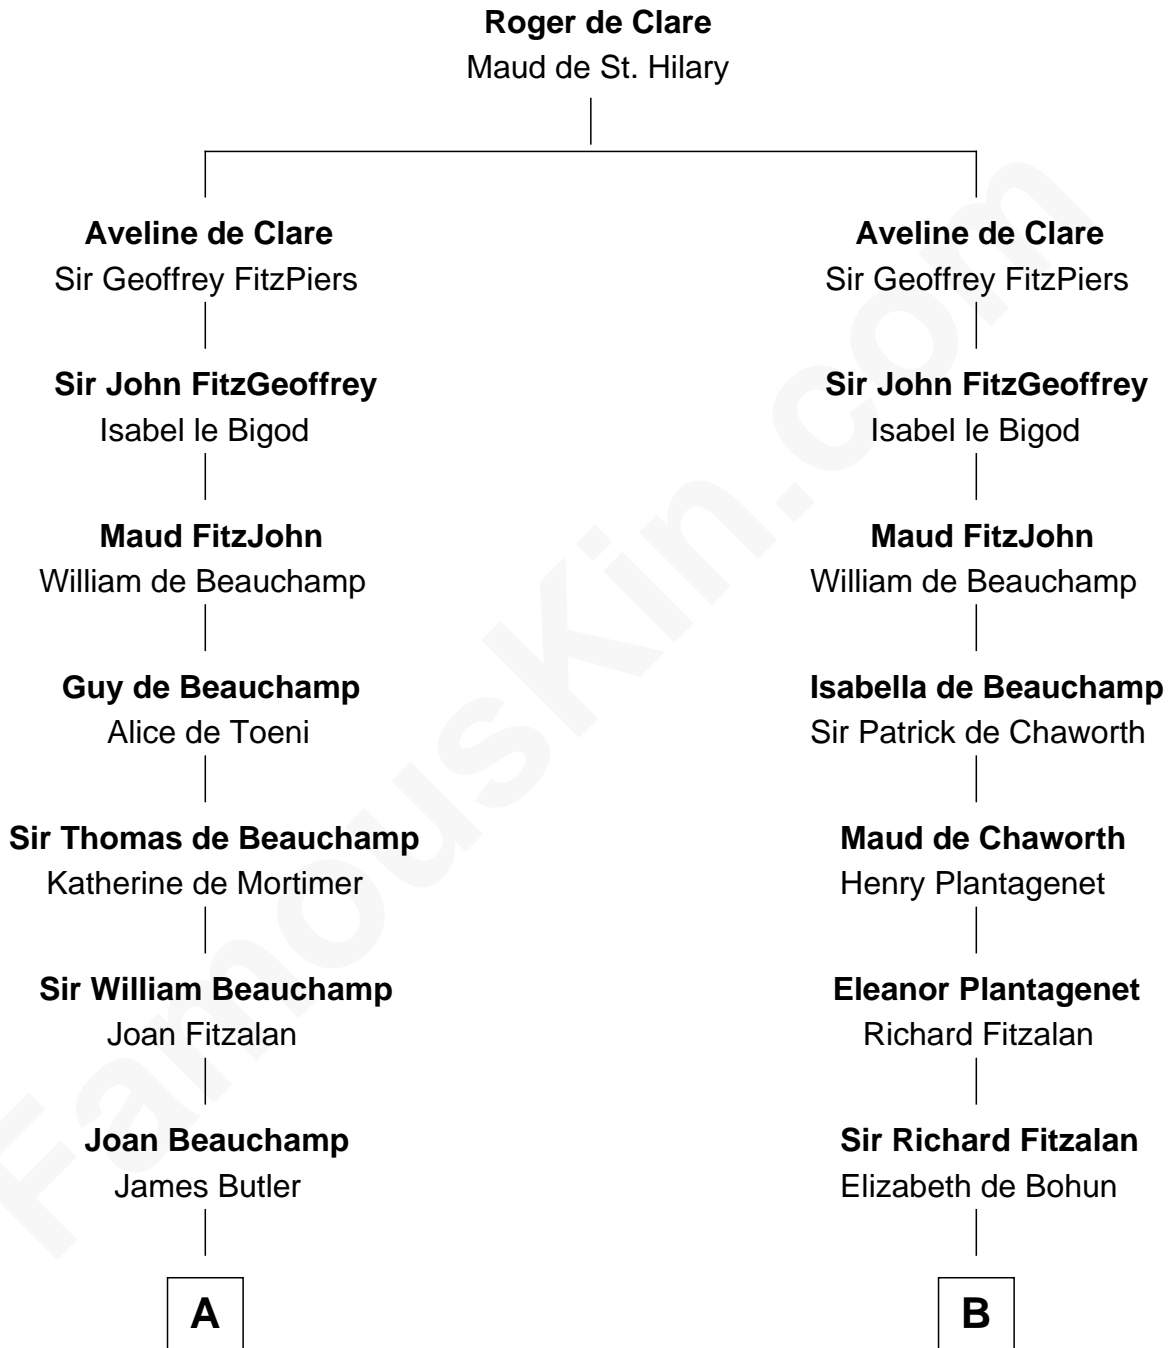 Roger de Clare
Maud de St. Hilary
Aveline de Clare
Sir Geoffrey FitzPiers
Sir John FitzGeoffrey
Isabel le Bigod
Maud FitzJohn
William de Beauchamp
Guy de Beauchamp
Alice de Toeni
Sir Thomas de Beauchamp
Katherine de Mortimer
Sir William Beauchamp
Joan Fitzalan
Joan Beauchamp
James Butler
A
Aveline de Clare
Sir Geoffrey FitzPiers
Sir John FitzGeoffrey
Isabel le Bigod
Maud FitzJohn
William de Beauchamp
Isabella de Beauchamp
Sir Patrick de Chaworth
Maud de Chaworth
Henry Plantagenet
Eleanor Plantagenet
Richard Fitzalan
Sir Richard Fitzalan
Elizabeth de Bohun
B
FamousKin.com